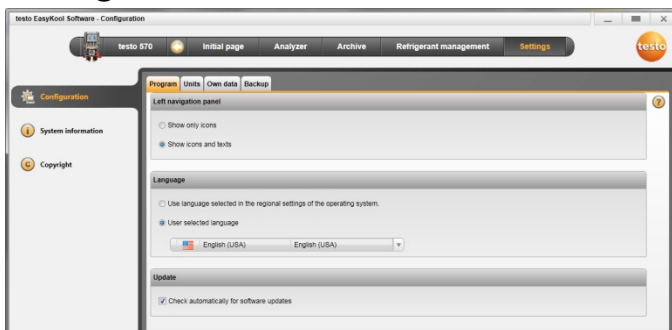 testo EasyKool Software - Configuration
testo 570 Initial page Analyzer Archive Refrigerant management Settings testo
Program Units Own data Backup
Configuration
System information
Copyright
Left navigation panel
Show only icons
Show icons and texts
Language
Use language selected in the regional settings of the operating system.
User selected language
English (USA) English (USA)
Update
Check automatically for software updates